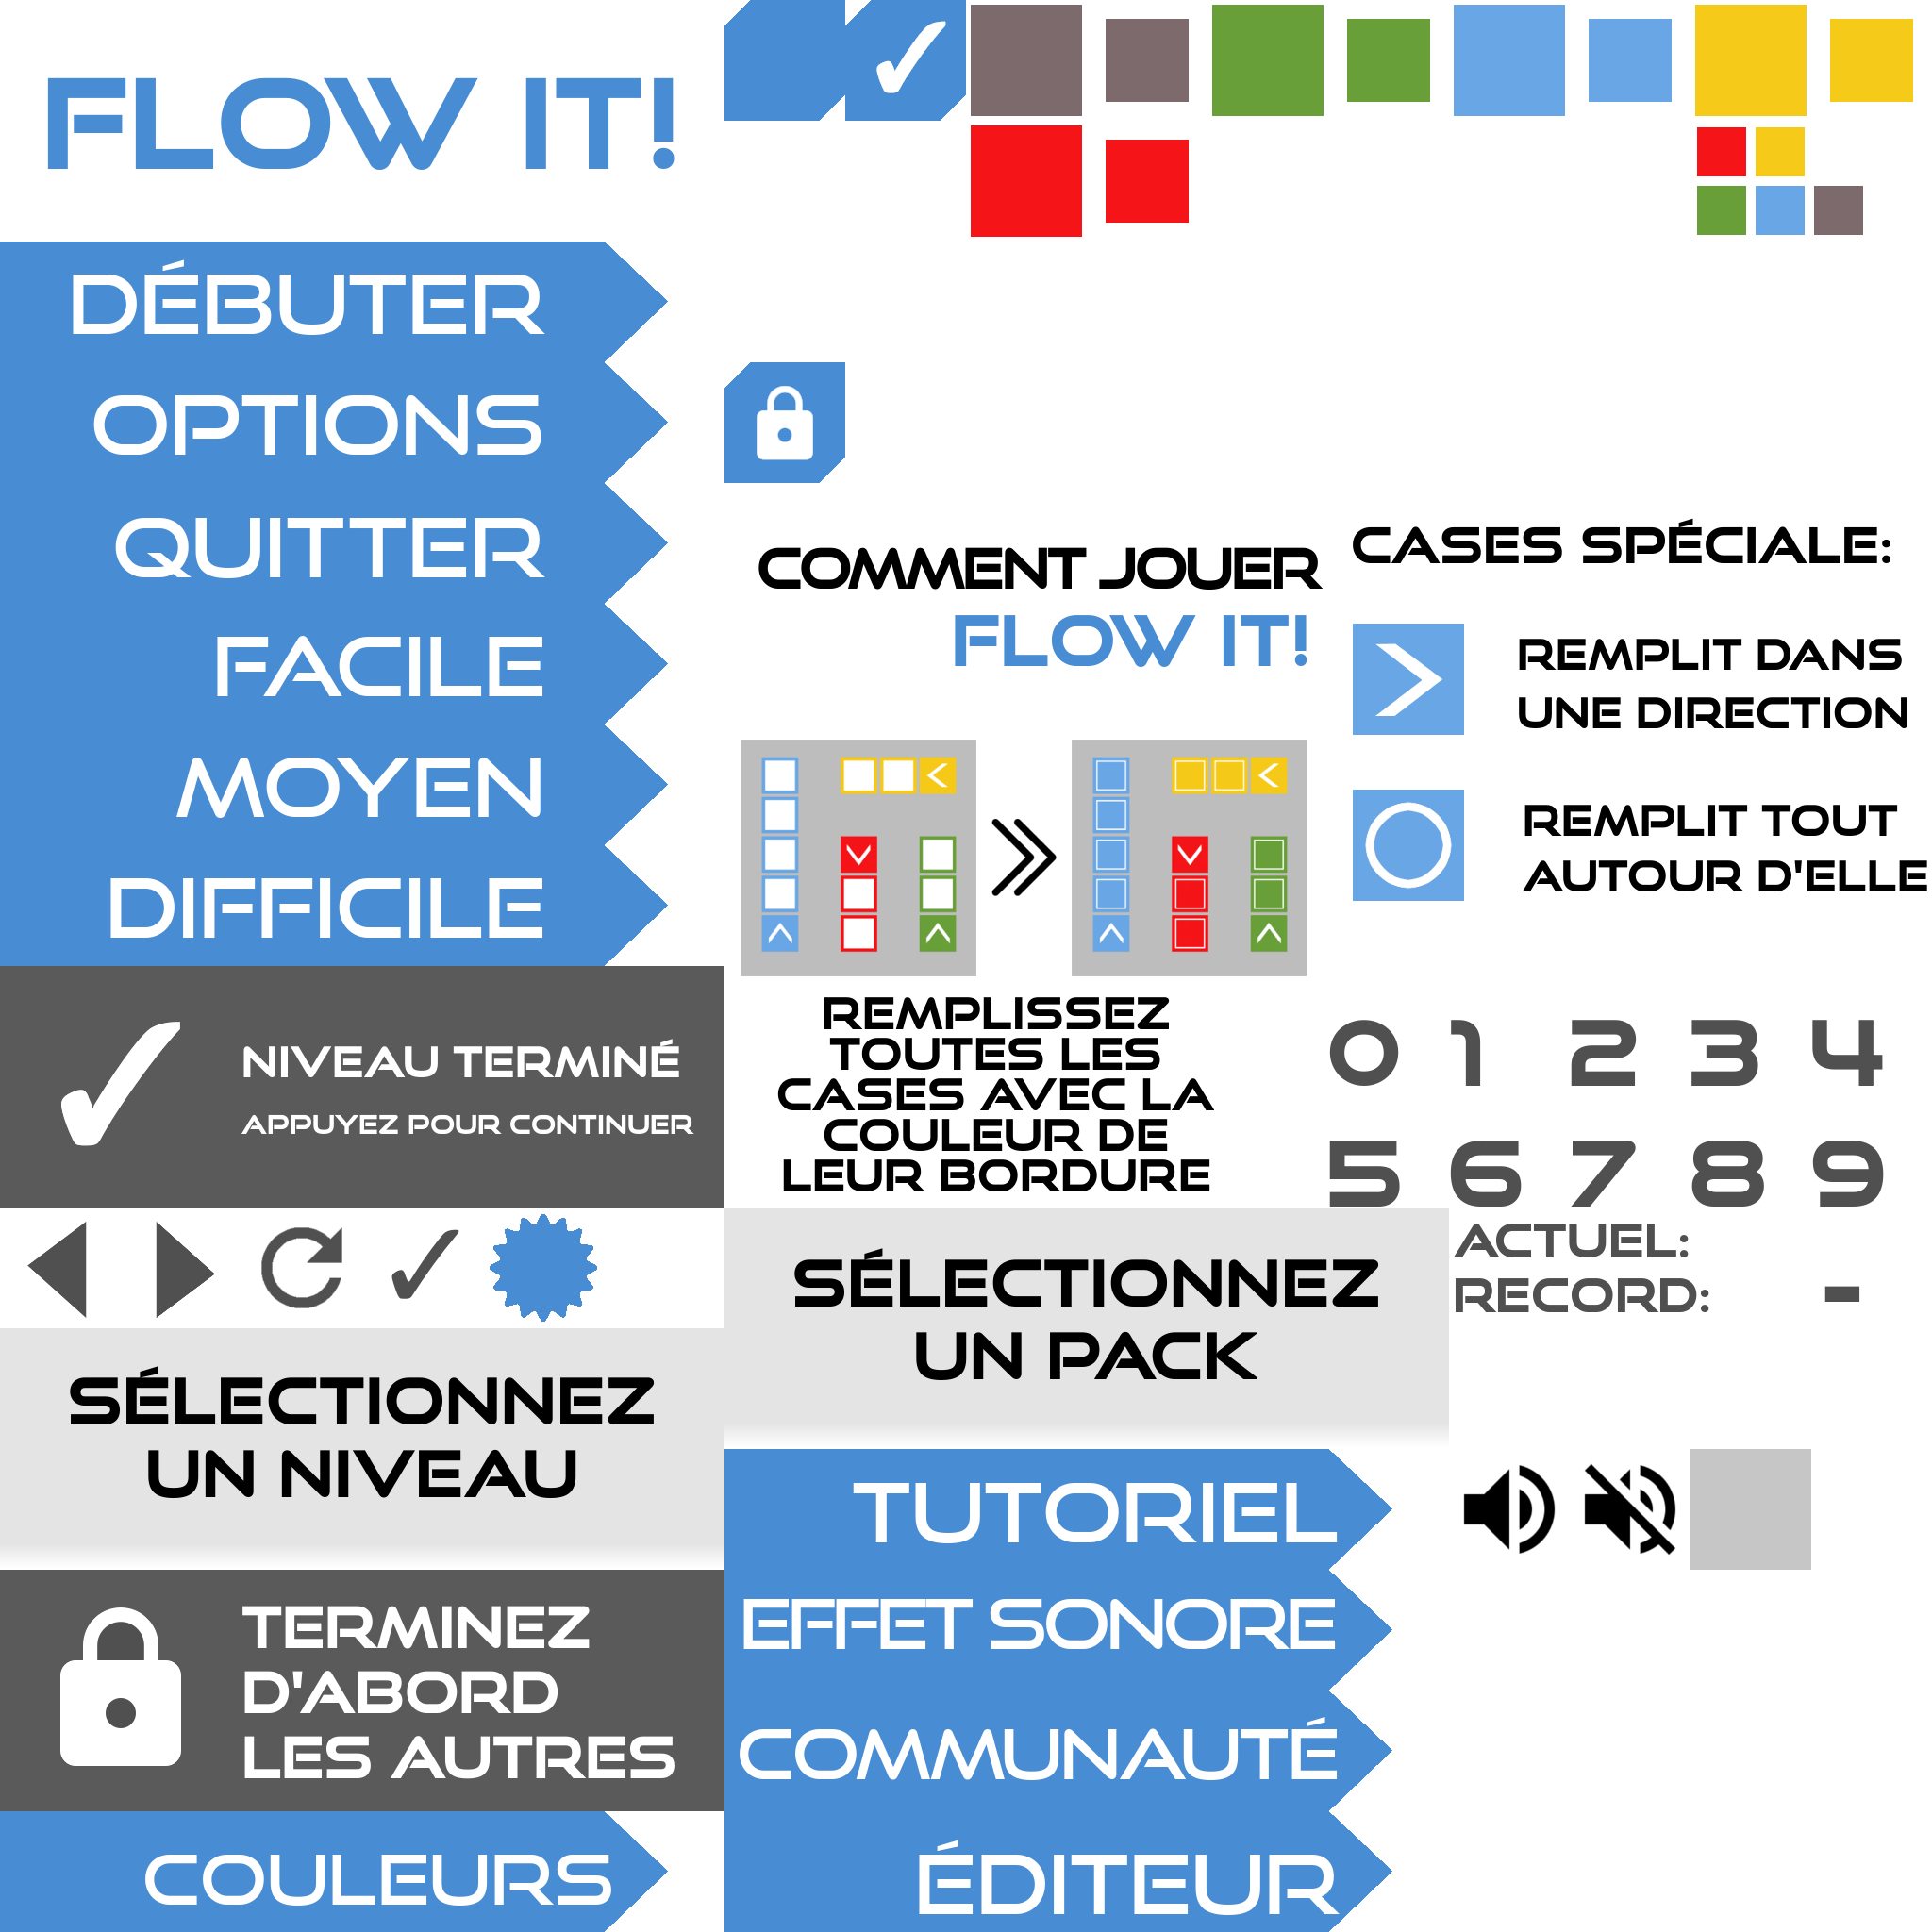 FLOW IT!
DÉBUTER
OPTIONS
QUITTER
FACILE
MOYEN
DIFFICILE
NIVEAU TERMINÉ
APPUYEZ POUR CONTINUER
SÉLECTIONNEZ
UN NIVEAU
TERMINEZ
D'ABORD
LES AUTRES
COULEURS
COMMENT JOUER
FLOW IT!
REMPLISSEZ
TOUTES LES
CASES AVEC LA
COULEUR DE
LEUR BORDURE
CASES SPÉCIALE:
REMPLIT DANS
UNE DIRECTION
REMPLIT TOUT
AUTOUR D'ELLE
0 1 2 3 4
5 6 7 8 9
ACTUEL:
RECORD: -
SÉLECTIONNEZ
UN PACK
TUTORIEL
EFFET SONORE
COMMUNAUTÉ
ÉDITEUR